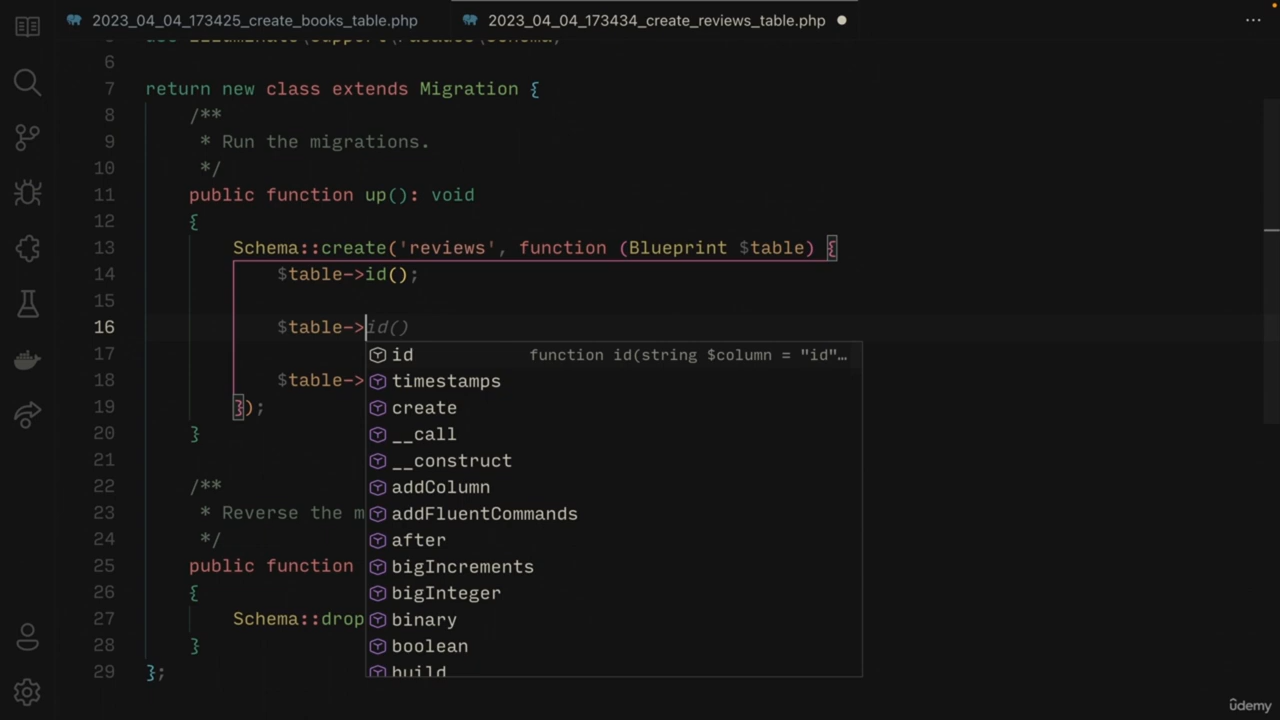 2023_04_04_173425_create_books_table.php
2023_04_04_173434_create_reviews_table.php
6
7 return new class extends Migration {
8 /**
9 * Run the migrations.
10 */
11 public function up(): void
12 {
13 Schema::create('reviews', function (Blueprint $table) {
14 $table->id();
15
16 $table->id()
17
id function id(string $column = "id"…
18 $table->
timestamps
19 });
create
20 }
__call
21
__construct
22 /**
addColumn
23 * Reverse the m
addFluentCommands
24 */
after
25 public function
bigIncrements
26 {
bigInteger
27 Schema::drop
binary
28 }
boolean
29 };
build
ûdemy